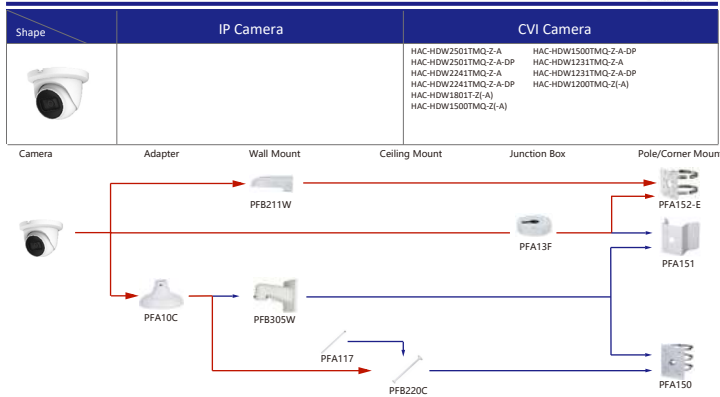 Shape
IP Camera
CVI Camera
HAC-HDW2501TMQ-Z-A
HAC-HDW2501TMQ-Z-A-DP
HAC-HDW2241TMQ-Z-A
HAC-HDW2241TMQ-Z-A-DP
HAC-HDW1801T-Z(-A)
HAC-HDW1500TMQ-Z(-A)
HAC-HDW1500TMQ-Z-A-DP
HAC-HDW1231TMQ-Z-A
HAC-HDW1231TMQ-Z-A-DP
HAC-HDW1200TMQ-Z(-A)
Camera
Adapter
Wall Mount
Ceiling Mount
Junction Box
Pole/Corner Mount
PFB211W
PFA152-E
PFA13F
PFA151
PFA10C
PFB305W
PFA117
PFB220C
PFA150